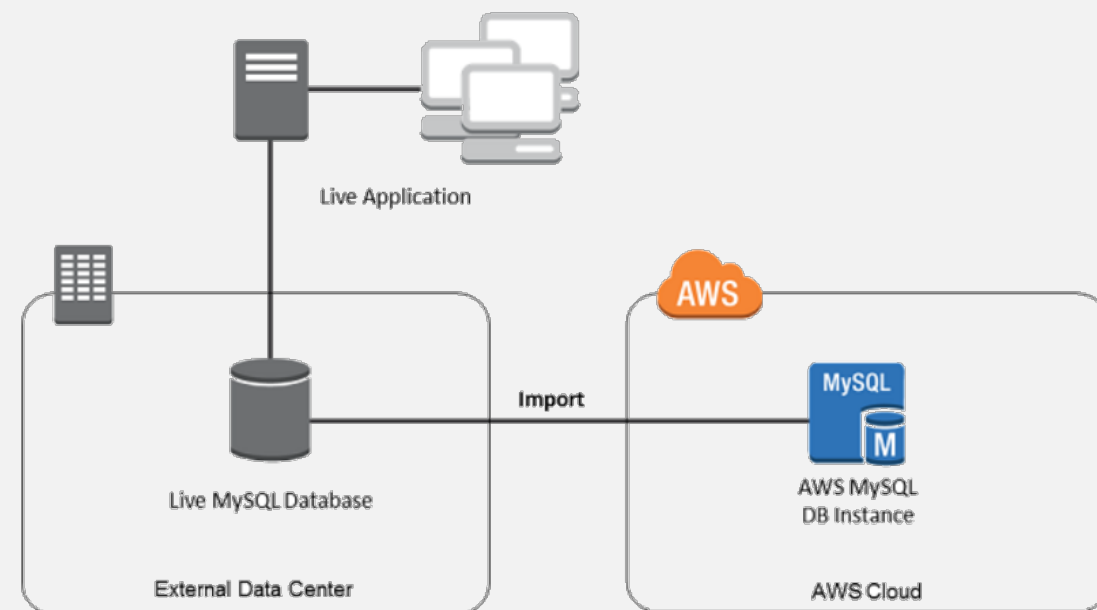 Live Application
AWS
MySQL
Import
M
Live MySQL Database
AWS MySQL
DB Instance
External Data Center
AWS Cloud